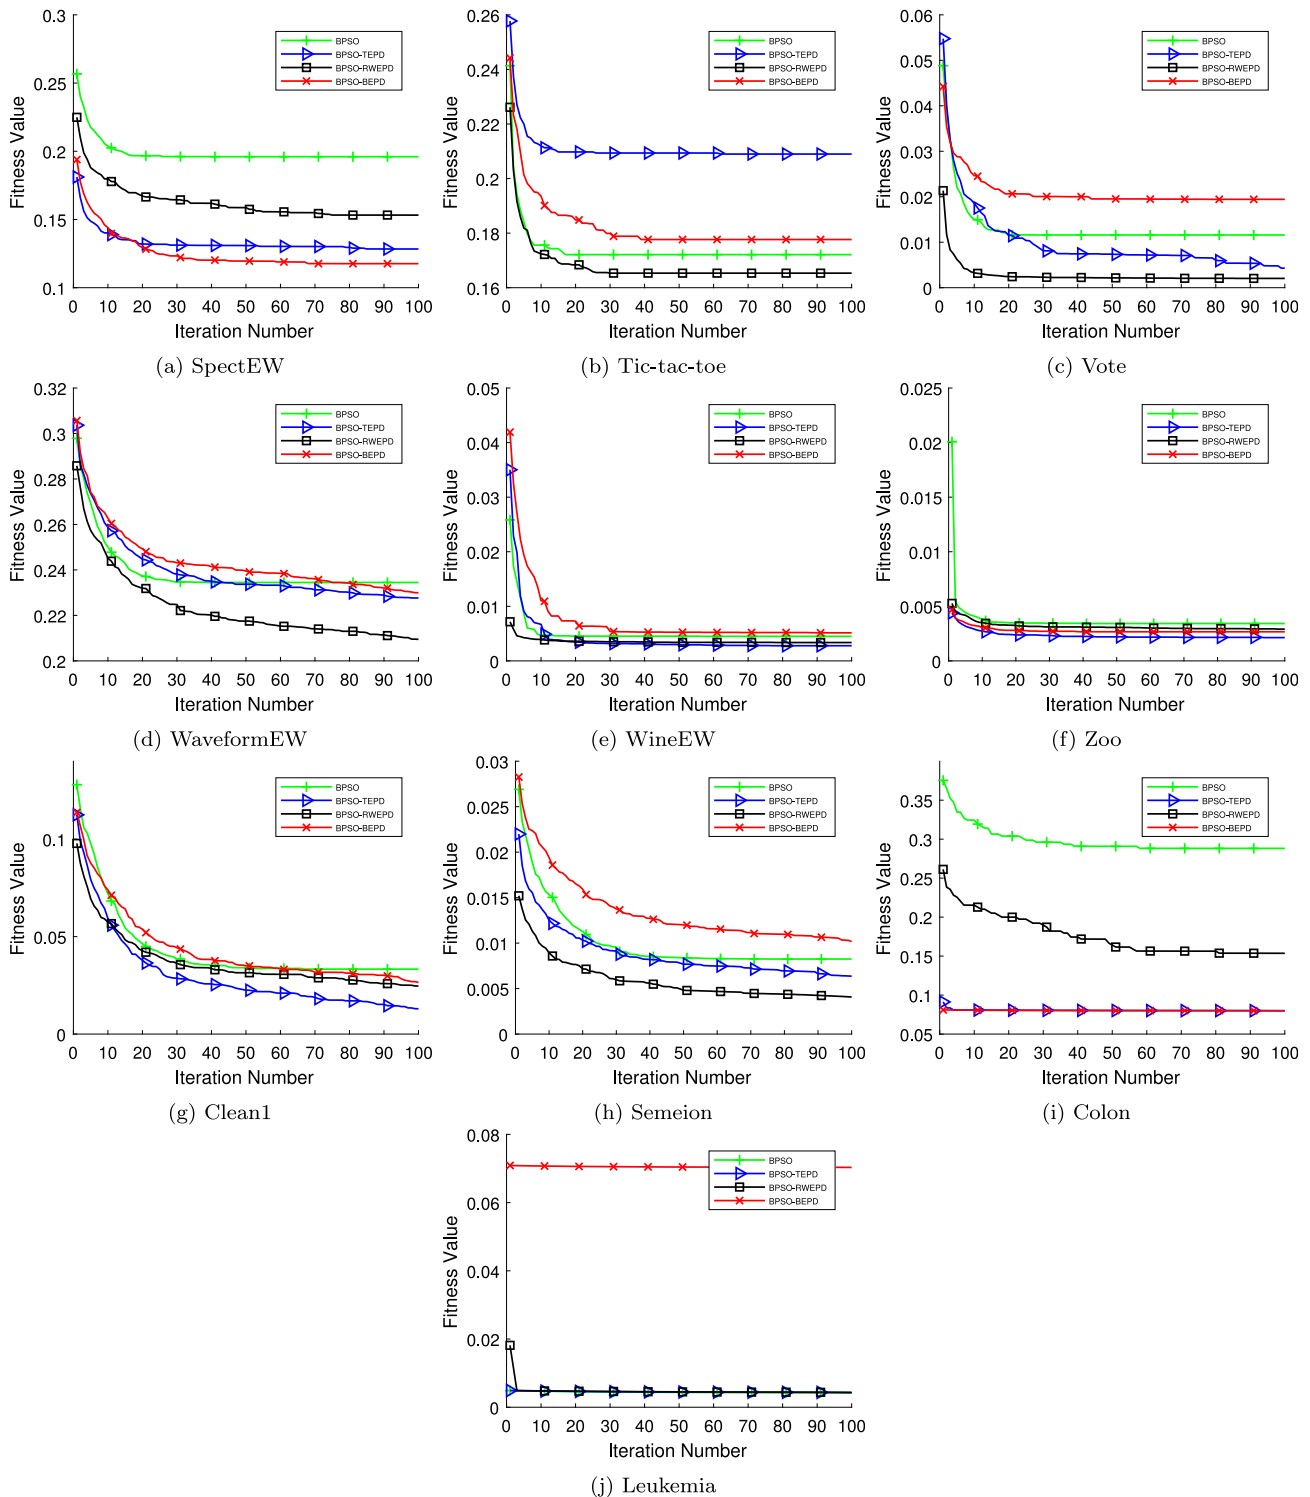 0.3
0.25
0.2
0.15
0.1
Fitness Value
0 10 20 30 40 50 60 70 80 90 100
Iteration Number
BPSO
BPSO-TEPD
BPSO-RWEPD
BPSO-BEPD
(a) SpectEW
0.26
0.24
0.22
0.2
0.18
0.16
Fitness Value
0 10 20 30 40 50 60 70 80 90 100
Iteration Number
BPSO
BPSO-TEPD
BPSO-RWEPD
BPSO-BEPD
(b) Tic-tac-toe
0.06
0.05
0.04
0.03
0.02
0.01
0
Fitness Value
0 10 20 30 40 50 60 70 80 90 100
Iteration Number
BPSO
BPSO-TEPD
BPSO-RWEPD
BPSO-BEPD
(c) Vote
0.32
0.3
0.28
0.26
0.24
0.22
0.2
Fitness Value
0 10 20 30 40 50 60 70 80 90 100
Iteration Number
BPSO
BPSO-TEPD
BPSO-RWEPD
BPSO-BEPD
(d) WaveformEW
0.05
0.04
0.03
0.02
0.01
0
Fitness Value
0 10 20 30 40 50 60 70 80 90 100
Iteration Number
BPSO
BPSO-TEPD
BPSO-RWEPD
BPSO-BEPD
(e) WineEW
0.025
0.02
0.015
0.01
0.005
0
Fitness Value
0 10 20 30 40 50 60 70 80 90 100
Iteration Number
BPSO
BPSO-TEPD
BPSO-RWEPD
BPSO-BEPD
(f) Zoo
0.1
0.05
0
Fitness Value
0 10 20 30 40 50 60 70 80 90 100
Iteration Number
BPSO
BPSO-TEPD
BPSO-RWEPD
BPSO-BEPD
(g) Clean1
0.03
0.025
0.02
0.015
0.01
0.005
0
Fitness Value
0 10 20 30 40 50 60 70 80 90 100
Iteration Number
BPSO
BPSO-TEPD
BPSO-RWEPD
BPSO-BEPD
(h) Semeion
0.35
0.3
0.25
0.2
0.15
0.1
0.05
Fitness Value
0 10 20 30 40 50 60 70 80 90 100
Iteration Number
BPSO
BPSO-TEPD
BPSO-RWEPD
BPSO-BEPD
(i) Colon
0.08
0.06
0.04
0.02
0
Fitness Value
0 10 20 30 40 50 60 70 80 90 100
Iteration Number
BPSO
BPSO-TEPD
BPSO-RWEPD
BPSO-BEPD
(j) Leukemia